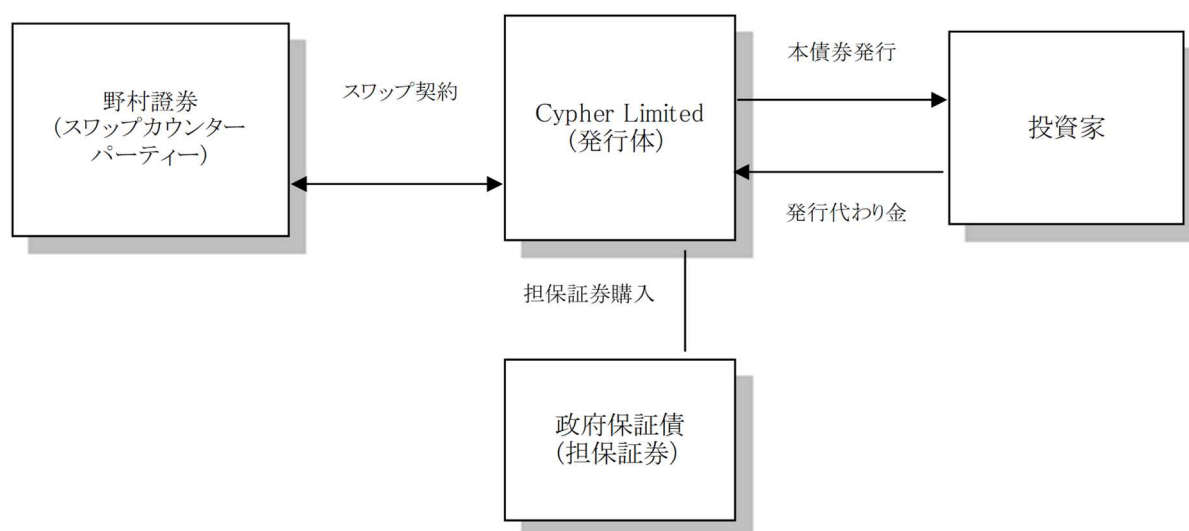 野村證券
(スワップカウンター
パーティー)
スワップ契約
Cypher Limited
(発行体)
本債券発行
発行代わり金
投資家
担保証券購入
政府保証債
(担保証券)